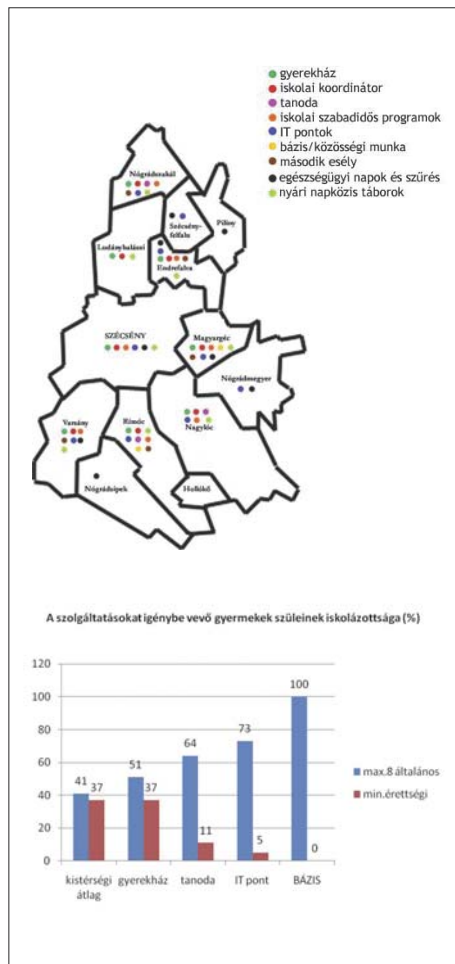 gyerekház
iskolai koordinátor
tanoda
iskolai szabadidős programok
IT pontok
bázis/közösségi munka
második esély
egészségügyi napok és szűrés
nyári napközis táborok
Nógrádszakál
Szécsény-
felfalu
Piliny
Ludányhalászi
Endrefalva
SZÉCSÉNY
Magyargéc
Nógrádmegyer
Varsány
Rimóc
Nagylóc
Nógrádsipek
Hollókő
A szolgáltatásokat igénybe vevő gyermekek szüleinek iskolázottsága (%)
120
100
80
60
40
20
0
41
37
51
37
64
11
73
5
100
0
kistérségi
átlag
gyerekház
tanoda
IT pont
BÁZIS
max.8 általános
min.érettségi